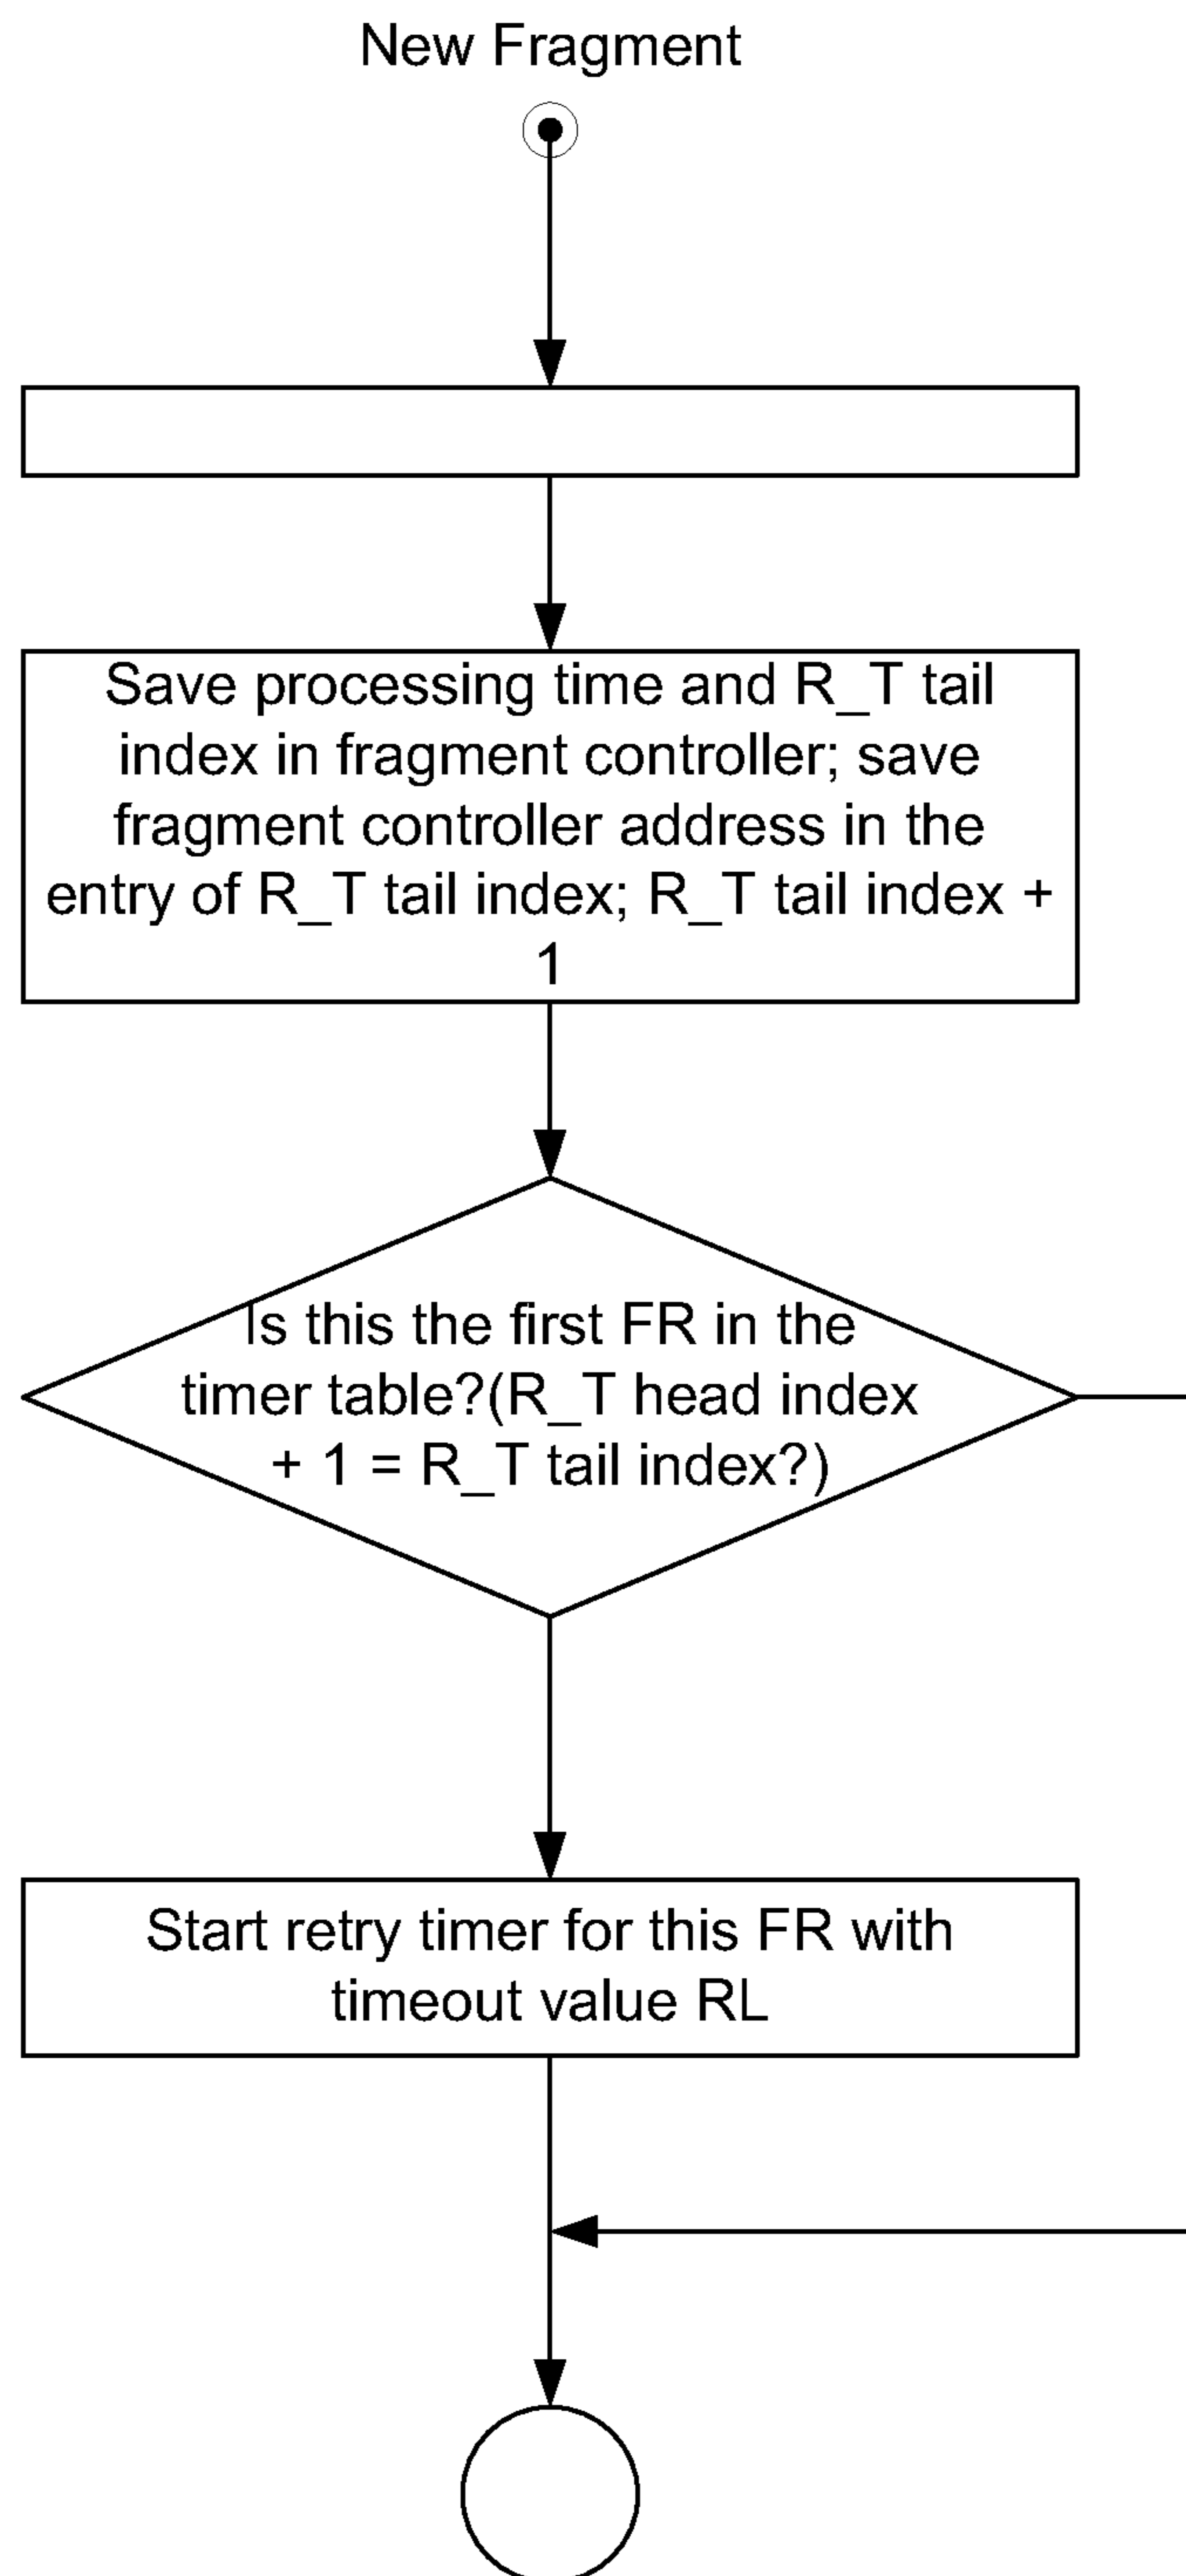 New Fragment
Save processing time and R_T tail
index in fragment controller; save
fragment controller address in the
entry of R_T tail index; R_T tail index +
1
Is this the first FR in the
timer table?(R_T head index
+ 1 = R_T tail index?)
Start retry timer for this FR with
timeout value RL